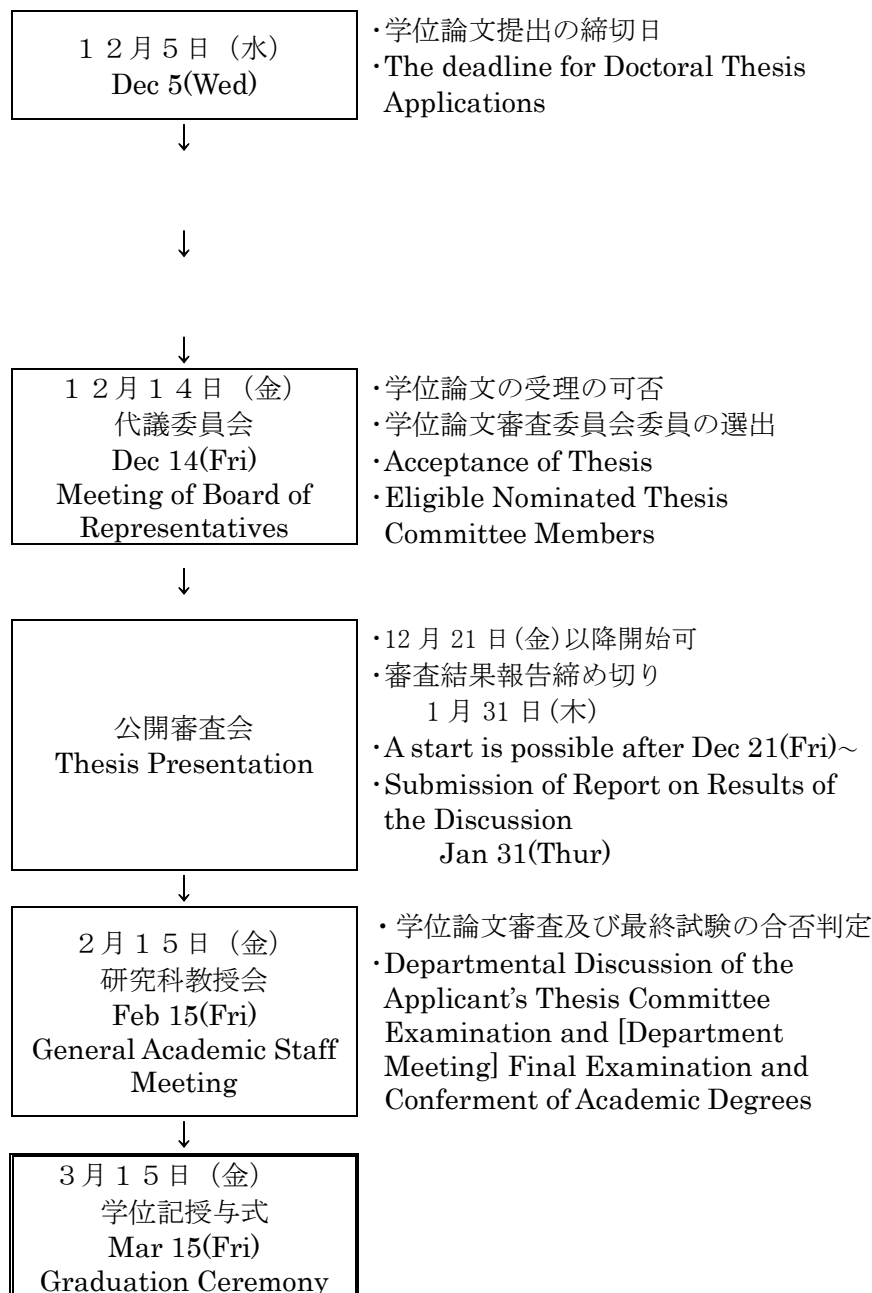 １２月５日（水）
Dec 5(Wed)
・学位論文提出の締切日
･The deadline for Doctoral Thesis
Applications
↓
↓
↓
１２月１４日（金）
代議委員会
Dec 14(Fri)
Meeting of Board of
Representatives
･学位論文の受理の可否
･学位論文審査委員会委員の選出
･Acceptance of Thesis
･Eligible Nominated Thesis
Committee Members
↓
公開審査会
Thesis Presentation
･12 月 21 日(金)以降開始可
･審査結果報告締め切り
1 月 31 日(木)
･A start is possible after Dec 21(Fri)~
･Submission of Report on Results of
the Discussion
Jan 31(Thur)
↓
２月１５日（金）
研究科教授会
Feb 15(Fri)
General Academic Staff
Meeting
・学位論文審査及び最終試験の合否判定
･Departmental Discussion of the
Applicant’s Thesis Committee
Examination and [Department
Meeting] Final Examination and
Conferment of Academic Degrees
↓
３月１５日（金）
学位記授与式
Mar 15(Fri)
Graduation Ceremony